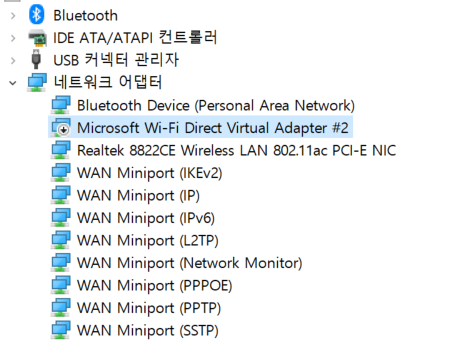 Bluetooth
IDE ATA/ATAPI 컨트롤러
USB 커넥터 관리자
네트워크 어댑터
Bluetooth Device (Personal Area Network)
Microsoft Wi-Fi Direct Virtual Adapter #2
Realtek 8822CE Wireless LAN 802.11ac PCI-E NIC
WAN Miniport (IKEv2)
WAN Miniport (IP)
WAN Miniport (IPv6)
WAN Miniport (L2TP)
WAN Miniport (Network Monitor)
WAN Miniport (PPPOE)
WAN Miniport (PPTP)
WAN Miniport (SSTP)